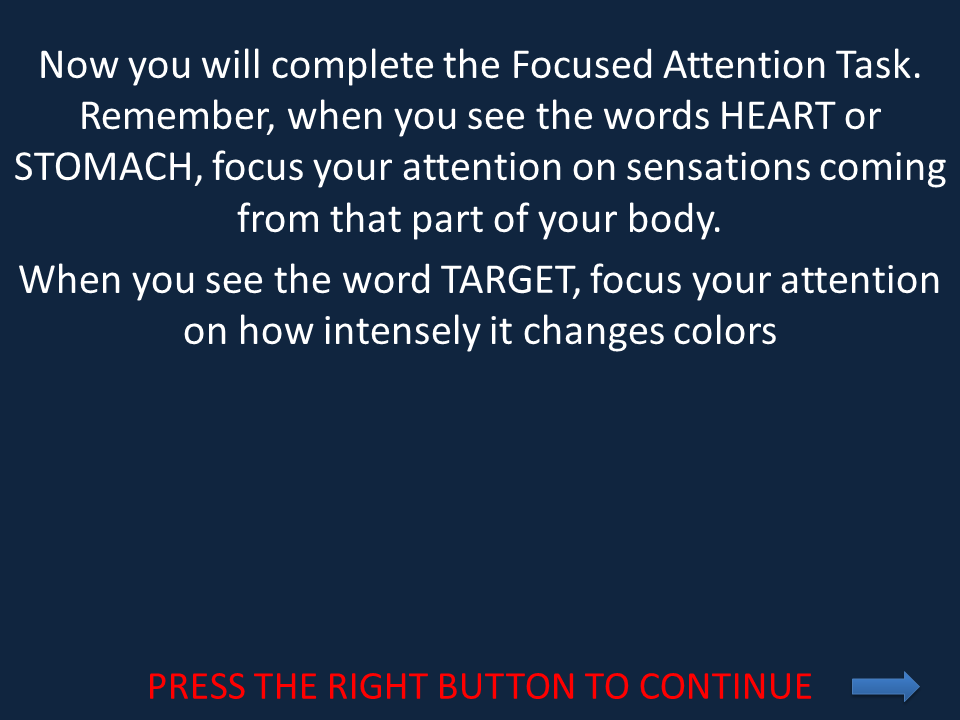 Now you will complete the Focused Attention Task.
Remember, when you see the words HEART or
STOMACH, focus your attention on sensations coming
from that part of your body.
When you see the word TARGET, focus your attention
on how intensely it changes colors
PRESS THE RIGHT BUTTON TO CONTINUE